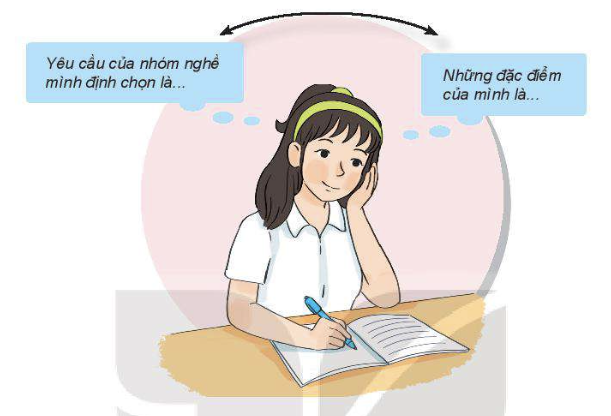 Yêu cầu của nhóm nghề
mình định chọn là...
Những đặc điểm
của mình là...